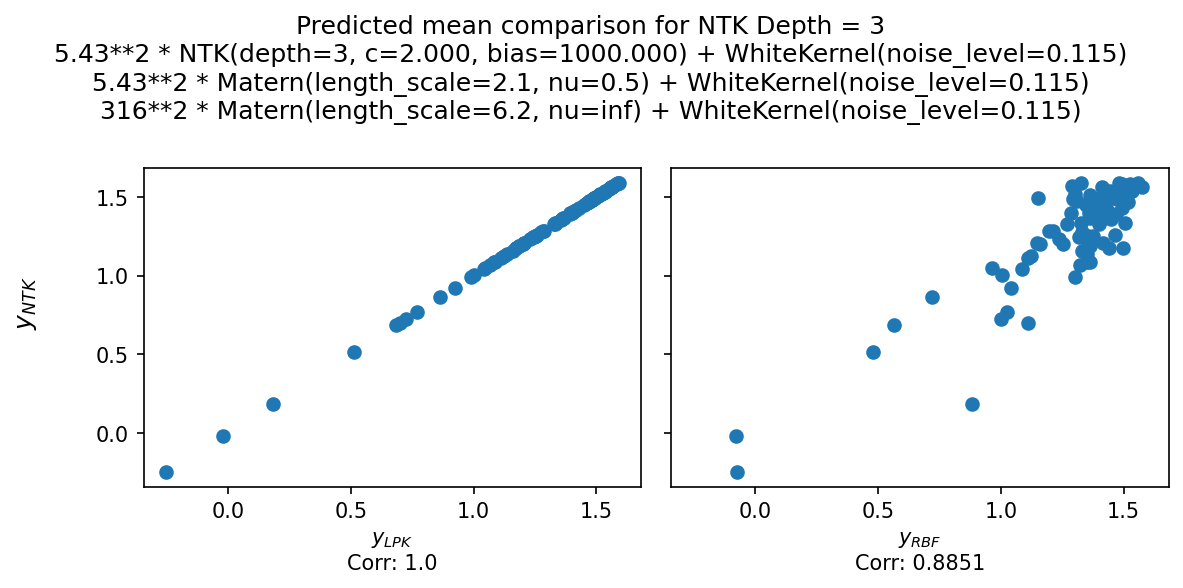 Predicted mean comparison for NTK Depth = 3
5.43**2 * NTK(depth=3, c=2.000, bias=1000.000) + WhiteKernel(noise_level=0.115)
5.43**2 * Matern(length_scale=2.1, nu=0.5) + WhiteKernel(noise_level=0.115)
316**2 * Matern(length_scale=6.2, nu=inf) + WhiteKernel(noise_level=0.115)
y_NTK
1.5
1.0
0.5
0.0
0.0 0.5 1.0 1.5
y_LPK
Corr: 1.0
0.0 0.5 1.0 1.5
y_RBF
Corr: 0.8851